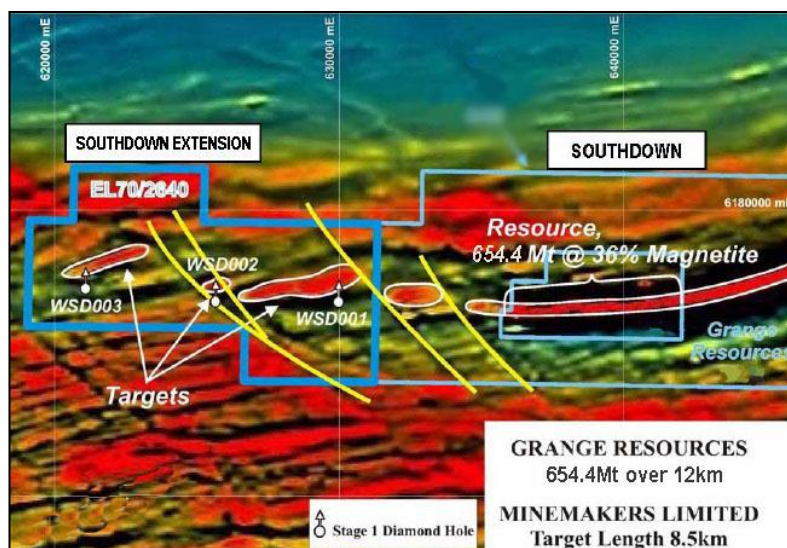 620000 mE
630000 mE
640000 mE
SOUTHDOWN EXTENSION
SOUTHDOWN
EL70/2640
6180000 mE
Resource,
654.4 Mt @ 36% Magnetite
WSD002
WSD003
WSD001
Targets
Grange
Resources
GRANGE RESOURCES
654.4Mt over 12km
MINEMAKERS LIMITED
Target Length 8.5km
Stage 1 Diamond Hole